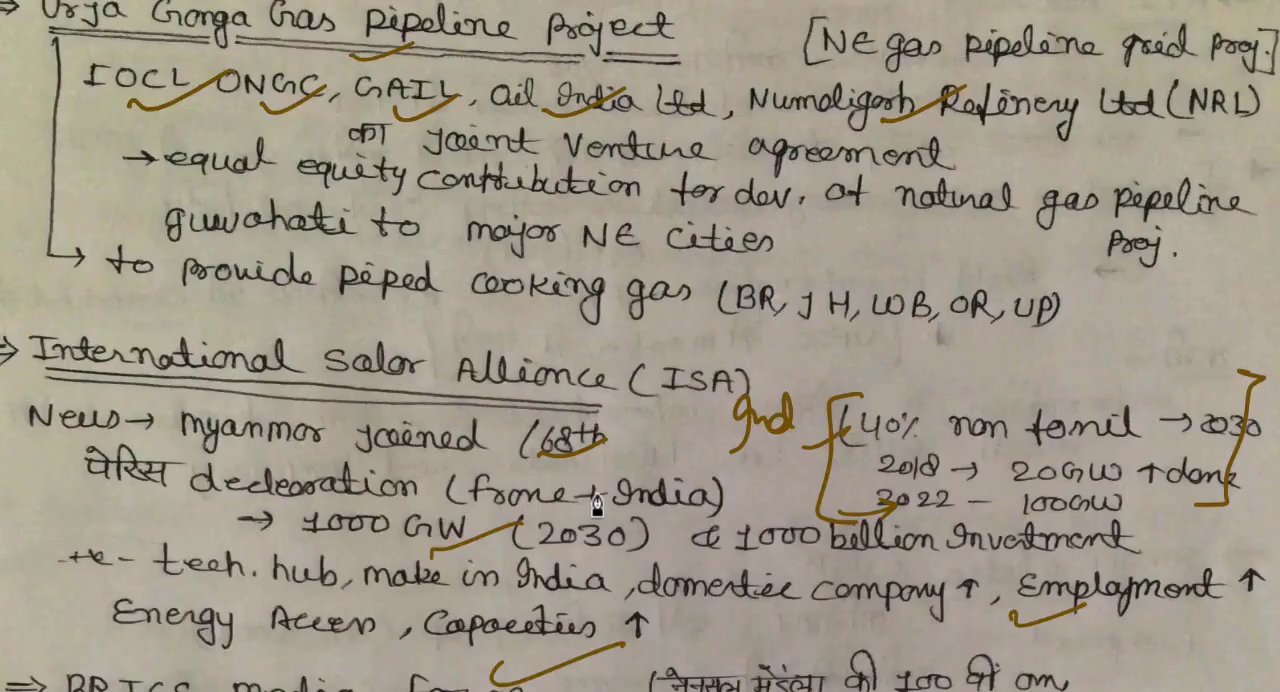 ⇒ Urja Ganga Gas Pipeline Project [NE gas pipeline grid proj.]
IOCL ONGC, GAIL, Oil India Ltd, Numaligarh Refinery Ltd (NRL)
का Joint Venture agreement
→ equal equity contribution for dev. of natural gas pipeline proj.
guwahati to major NE cities
→ to provide piped cooking gas (BR, JH, WB, OR, UP)
⇒ International Solar Alliance (ISA)
News → Myanmar joined (68th
Ind (40% non fossil → 2030
2018 → 20GW ↑ done
2022 - 100GW
पेरिस declaration (France + India)
→ 1000 GW (2030) & 1000 billion Investment
+ve - tech. hub, make in India, domestic company ↑, Employment ↑
Energy Access, Capacities ↑
⇒ BRICS
की 100 वीं